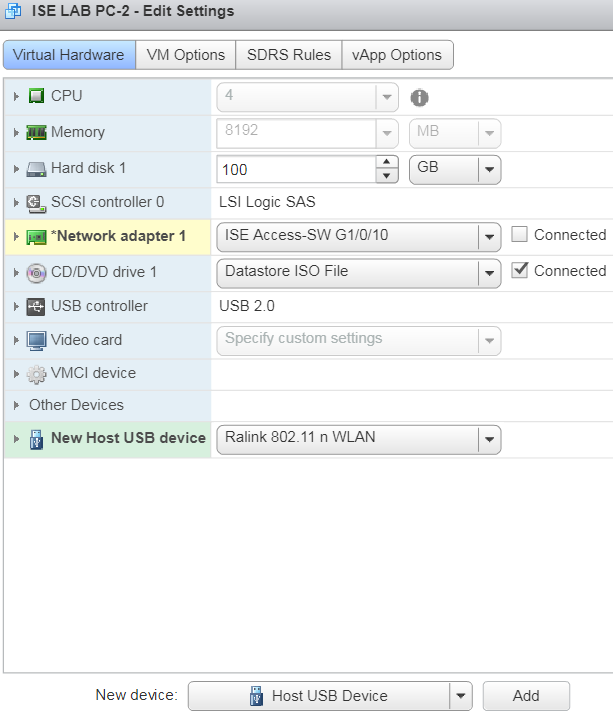 ISE LAB PC-2 - Edit Settings
Virtual Hardware VM Options SDRS Rules vApp Options
CPU 4
Memory 8192 MB
Hard disk 1 100 GB
SCSI controller 0 LSI Logic SAS
*Network adapter 1 ISE Access-SW G1/0/10 Connected
CD/DVD drive 1 Datastore ISO File Connected
USB controller USB 2.0
Video card Specify custom settings
VMCI device
Other Devices
New Host USB device Ralink 802.11 n WLAN
New device: Host USB Device Add